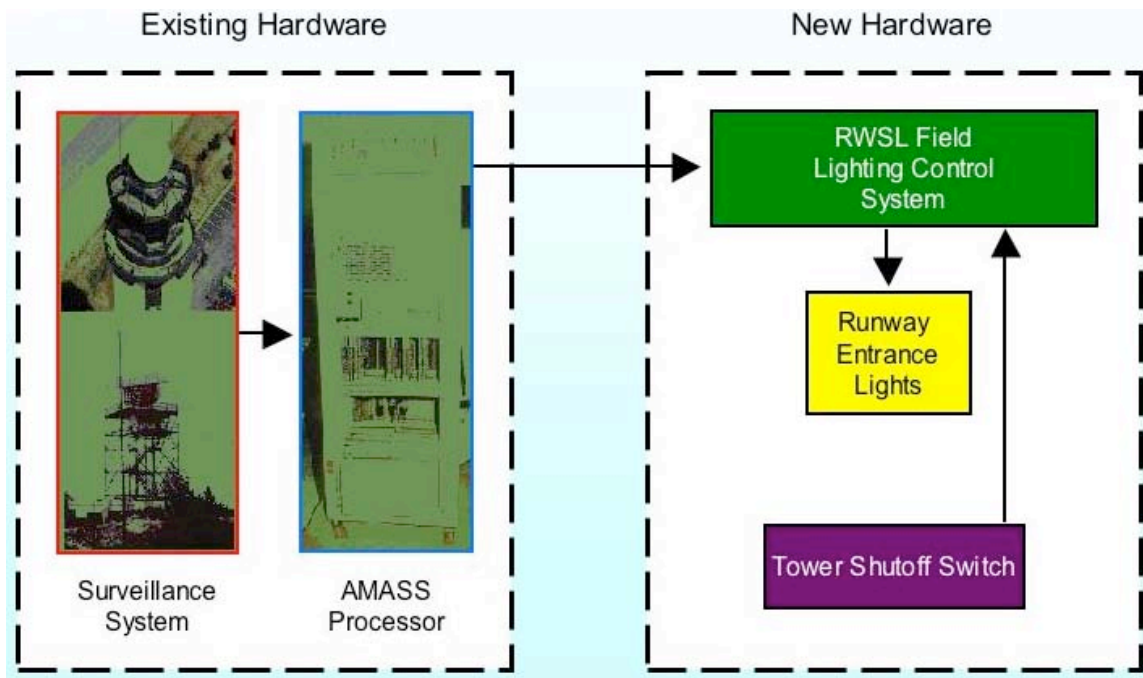 Existing Hardware
New Hardware
RWSL Field
Lighting Control
System
Runway
Entrance
Lights
Tower Shutoff Switch
Surveillance
System
AMASS
Processor